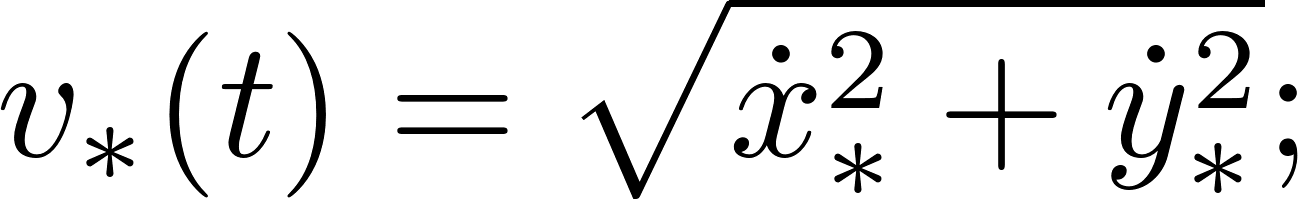 v_*(t) = \sqrt{\dot{x}_*^2 + \dot{y}_*^2};